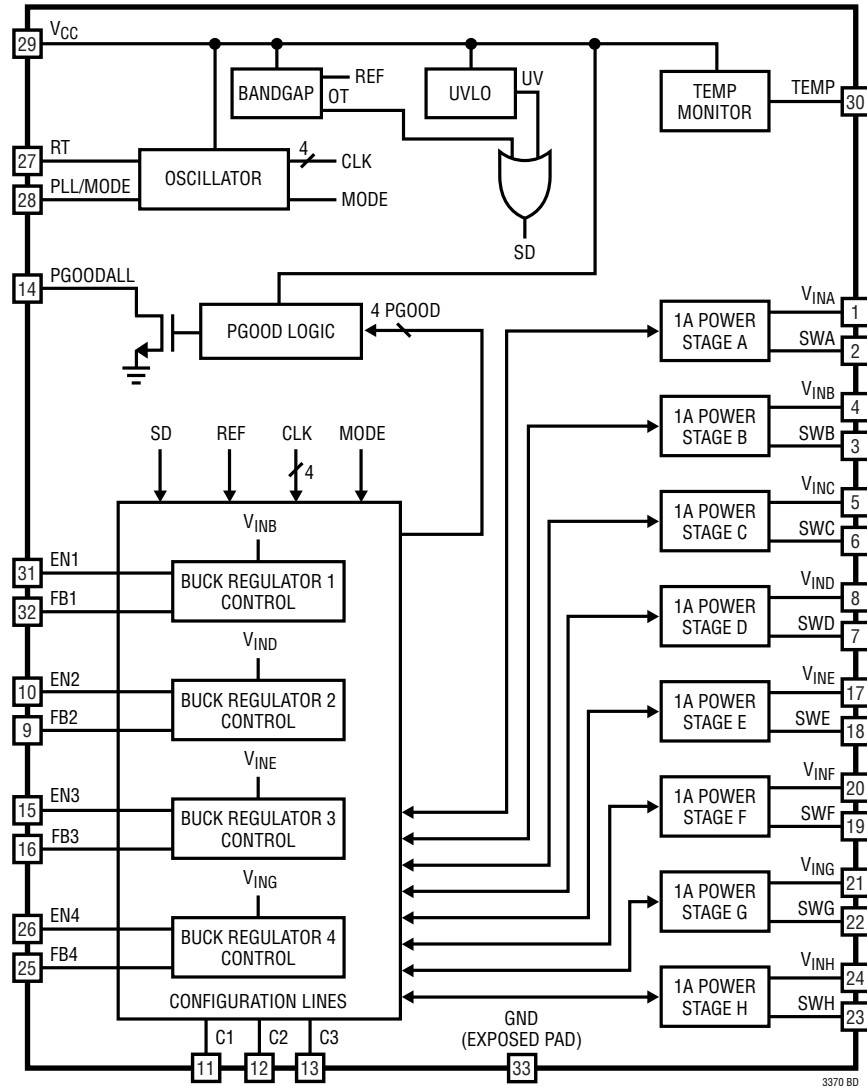 VCC
29
BANDGAP
REF
OT
UVLO
UV
TEMP
MONITOR
TEMP
30
RT
27
OSCILLATOR
4
CLK
PLL/MODE
28
MODE
SD
PGOODALL
14
PGOOD LOGIC
4 PGOOD
1A POWER
STAGE A
VINA
1
SWA
2
1A POWER
STAGE B
VINB
4
SWB
3
SD
REF
CLK
MODE
4
1A POWER
STAGE C
VINC
5
SWC
6
VINB
EN1
31
BUCK REGULATOR 1
CONTROL
FB1
32
1A POWER
STAGE D
VIND
8
SWD
7
VIND
EN2
10
BUCK REGULATOR 2
CONTROL
FB2
9
1A POWER
STAGE E
VINE
17
SWE
18
VINE
EN3
15
BUCK REGULATOR 3
CONTROL
FB3
16
1A POWER
STAGE F
VINF
20
SWF
19
VING
EN4
26
BUCK REGULATOR 4
CONTROL
FB4
25
1A POWER
STAGE G
VING
21
SWG
22
1A POWER
STAGE H
VINH
24
SWH
23
CONFIGURATION LINES
C1
C2
C3
11
12
13
GND
(EXPOSED PAD)
33
3370 BD